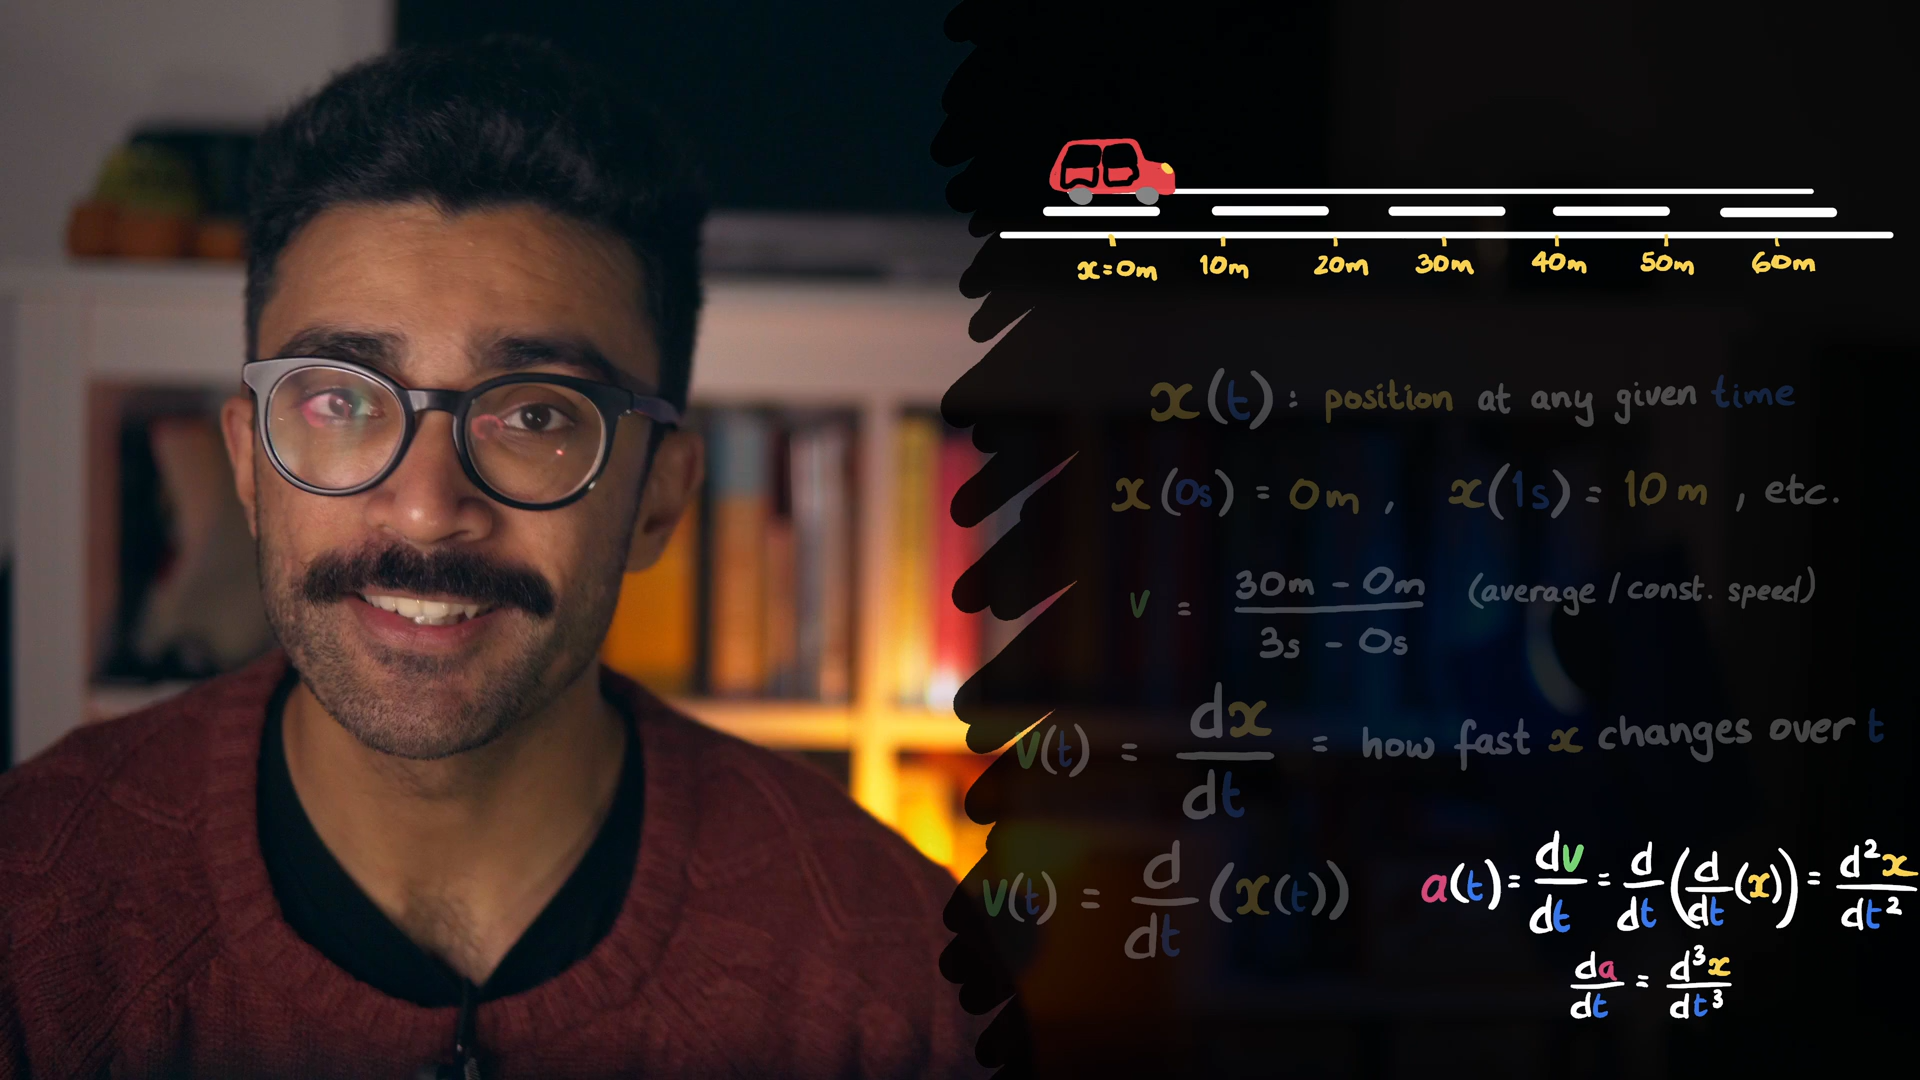 x=0m 10m 20m 30m 40m 50m 60m
x(t) : position at any given time
x(0s) = 0m , x(1s) = 10m , etc.
v = (30m - 0m)/(3s - 0s) (average / const. speed)
v(t) = dx/dt = how fast x changes over t
v(t) = d/dt (x(t))
a(t) = dv/dt = d/dt (d/dt (x)) = d²x/dt²
da/dt = d³x/dt³